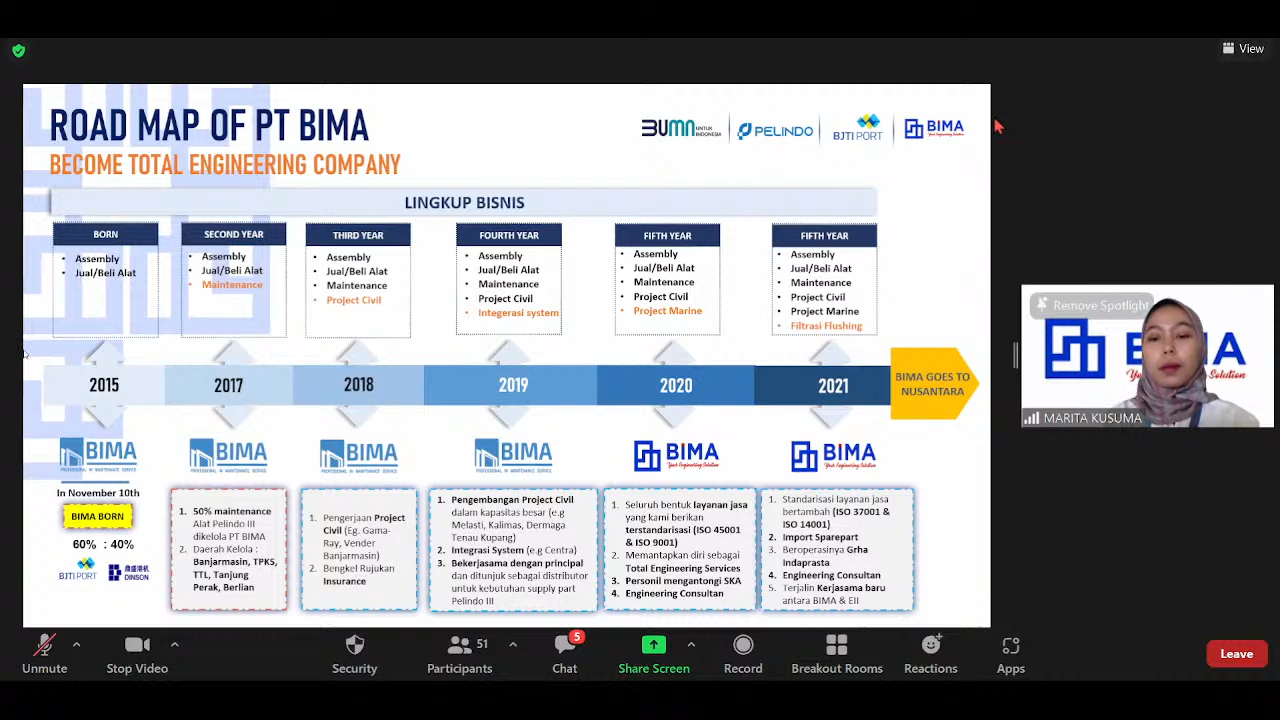 View
ROAD MAP OF PT BIMA
BECOME TOTAL ENGINEERING COMPANY
BUMN UNTUK INDONESIA
PELINDO
BJTI PORT
BIMA
Your Engineering Solution
LINGKUP BISNIS
BORN
Assembly
Jual/Beli Alat
SECOND YEAR
Assembly
Jual/Beli Alat
Maintenance
THIRD YEAR
Assembly
Jual/Beli Alat
Maintenance
Project Civil
FOURTH YEAR
Assembly
Jual/Beli Alat
Maintenance
Project Civil
Integerasi system
FIFTH YEAR
Assembly
Jual/Beli Alat
Maintenance
Project Civil
Project Marine
FIFTH YEAR
Assembly
Jual/Beli Alat
Maintenance
Project Civil
Project Marine
Filtrasi Flushing
2015
2017
2018
2019
2020
2021
BIMA GOES TO
NUSANTARA
BIMA
PROFESSIONAL IN MAINTENANCE SERVICE
BIMA
PROFESSIONAL IN MAINTENANCE SERVICE
BIMA
PROFESSIONAL IN MAINTENANCE SERVICE
BIMA
PROFESSIONAL IN MAINTENANCE SERVICE
BIMA
Your Engineering Solution
BIMA
Your Engineering Solution
In November 10th
BIMA BORN
60% : 40%
BJTI PORT
DINSON
1. 50% maintenance
Alat Pelindo III
dikelola PT BIMA
2. Daerah Kelola :
Banjarmasin, TPKS,
TTL, Tanjung
Perak, Berlian
1. Pengerjaan Project
Civil (Eg. Gama-
Ray, Vender
Banjarmasin)
2. Bengkel Rujukan
Insurance
1. Pengembangan Project Civil
dalam kapasitas besar (e.g
Melasti, Kalimas, Dermaga
Tenau Kupang)
2. Integrasi System (e.g Centra)
3. Bekerjasama dengan principal
dan ditunjuk sebagai distributor
untuk kebutuhan supply part
Pelindo III
1. Seluruh bentuk layanan jasa
yang kami berikan
terstandarisasi (ISO 45001
& ISO 9001)
2. Memantapkan diri sebagai
Total Engineering Services
3. Personil mengantongi SKA
4. Engineering Consultan
1. Standarisasi layanan jasa
bertambah (ISO 37001 &
ISO 14001)
2. Import Sparepart
3. Beroperasinya Grha
Indaprasta
4. Engineering Consultan
5. Terjalin Kerjasama baru
antara BIMA & EII
Remove Spotlight
MARITA KUSUMA
Unmute
Stop Video
Security
51
Participants
5
Chat
Share Screen
Record
Breakout Rooms
Reactions
Apps
Leave